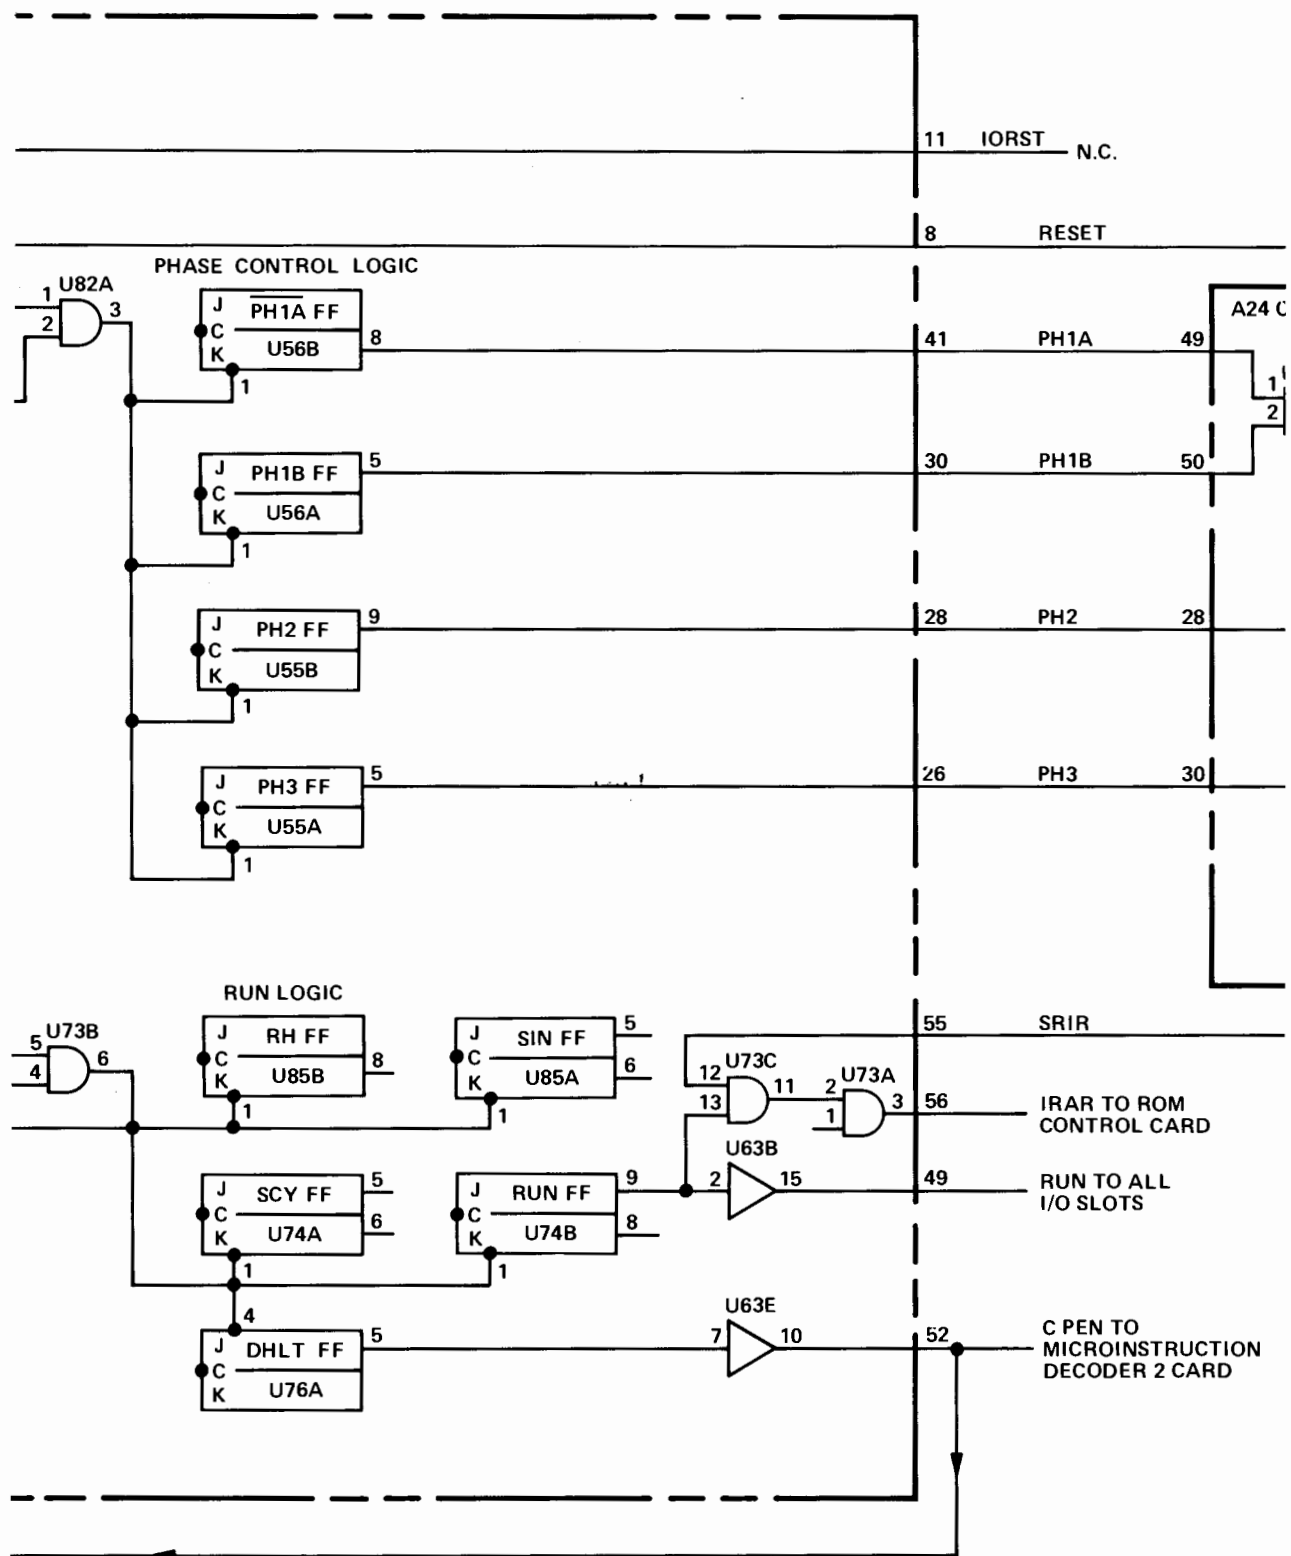 11 IORST N.C.
8 RESET
PHASE CONTROL LOGIC
U82A
1 2 3
J C K PH1A FF U56B 8 1
41 PH1A 49
A24 C
1
2
J C K PH1B FF U56A 5 1
30 PH1B 50
J C K PH2 FF U55B 9 1
28 PH2 28
J C K PH3 FF U55A 5 1
26 PH3 30
RUN LOGIC
U73B
5 4 6
J C K RH FF U85B 8 1
J C K SIN FF U85A 5 6 1
55 SRIR
U73C
12 13 11
U73A
2 1 3
56 IRAR TO ROM
CONTROL CARD
J C K SCY FF U74A 5 6 1
J C K RUN FF U74B 9 8 1
U63B
2 15
49 RUN TO ALL
I/O SLOTS
4
J C K DHLT FF U76A 5
U63E
7 10
52 C PEN TO
MICROINSTRUCTION
DECODER 2 CARD